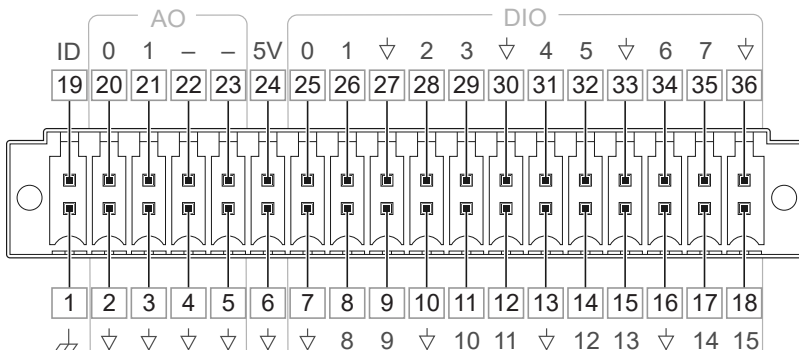 AO DIO
ID 0 1 – – 5V 0 1 2 3 4 5 6 7
19 20 21 22 23 24 25 26 27 28 29 30 31 32 33 34 35 36
1 2 3 4 5 6 7 8 9 10 11 12 13 14 15 16 17 18
8 9 10 11 12 13 14 15